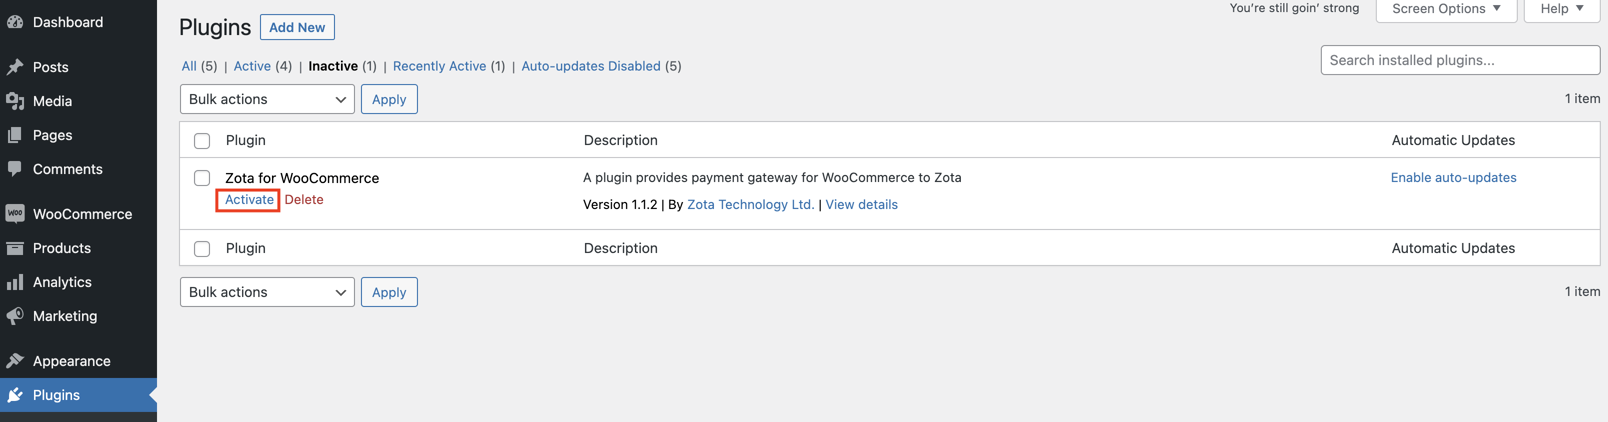 Dashboard
Posts
Media
Pages
Comments
Woo WooCommerce
Products
Analytics
Marketing
Appearance
Plugins
You're still goin' strong
Screen Options ▼
Help ▼
Plugins Add New
All (5) | Active (4) | Inactive (1) | Recently Active (1) | Auto-updates Disabled (5)
Search installed plugins...
Bulk actions Apply
1 item
Plugin Description Automatic Updates
Zota for WooCommerce A plugin provides payment gateway for WooCommerce to Zota Enable auto-updates
Activate Delete Version 1.1.2 | By Zota Technology Ltd. | View details
Plugin Description Automatic Updates
Bulk actions Apply
1 item